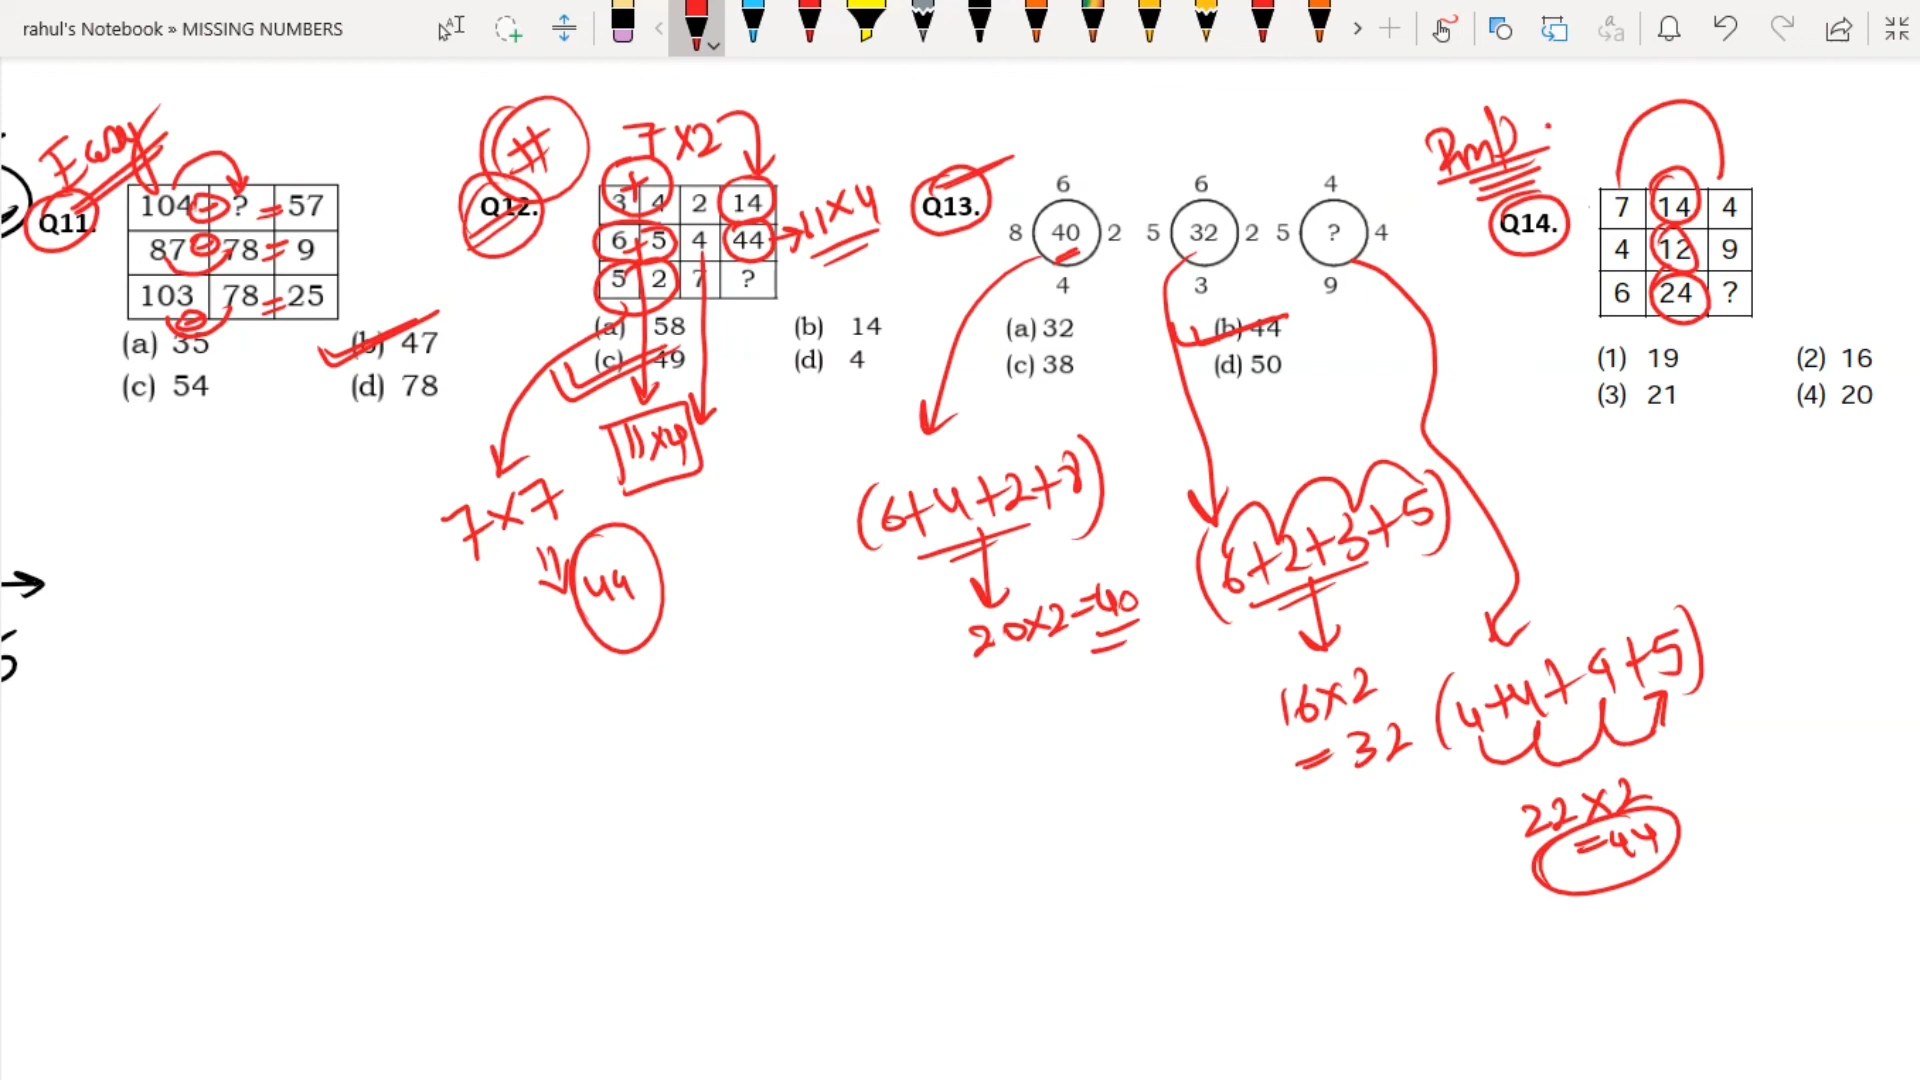 rahul's Notebook » MISSING NUMBERS
Easy
Q11.
104 - ? = 57
87 - 78 = 9
103 - 78 = 25
(a) 35
(b) 47
(c) 54
(d) 78
#
Q12.
7 × 2
+
3 4 2 14
6 + 5 4 44 → 11 × 4
5 2 7 ?
(a) 58
(b) 14
(c) 49
(d) 4
11 × 4
7 × 7
= 49
Q13.
6
8 40 2
4
6
5 32 2
3
4
5 ? 4
9
(a) 32
(b) 44
(c) 38
(d) 50
(6+4+2+8)
20×2=40
(6+2+3+5)
16×2
= 32
(4+4+9+5)
22×2
=44
Imp.
Q14.
7 14 4
4 12 9
6 24 ?
(1) 19
(2) 16
(3) 21
(4) 20